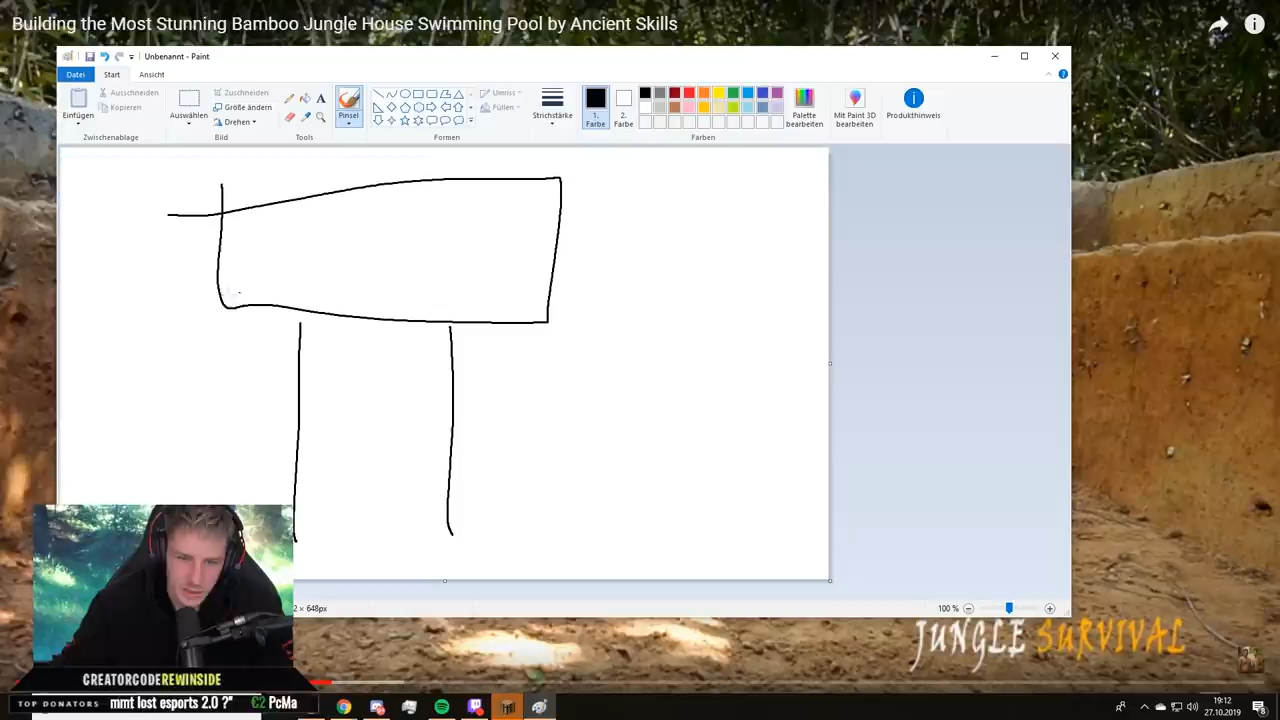 Building the Most Stunning Bamboo Jungle House Swimming Pool by Ancient Skills
Unbenannt - Paint
Datei Start Ansicht
Einfügen
Ausschneiden
Kopieren
Zwischenablage
Auswählen
Zuschneiden
Größe ändern
Drehen
Bild
Tools
Pinsel
Formen
Umriss
Füllen
Strichstärke
1. Farbe
2. Farbe
Palette bearbeiten
Farben
Mit Paint 3D bearbeiten
Produkthinweis
2 × 648px
100 %
JUNGLE SURVIVAL
CREATORCODEREWINSIDE
TOP DONATORS mmt lost esports 2.0 ?" €2 PcMa
19:12
27.10.2019
8